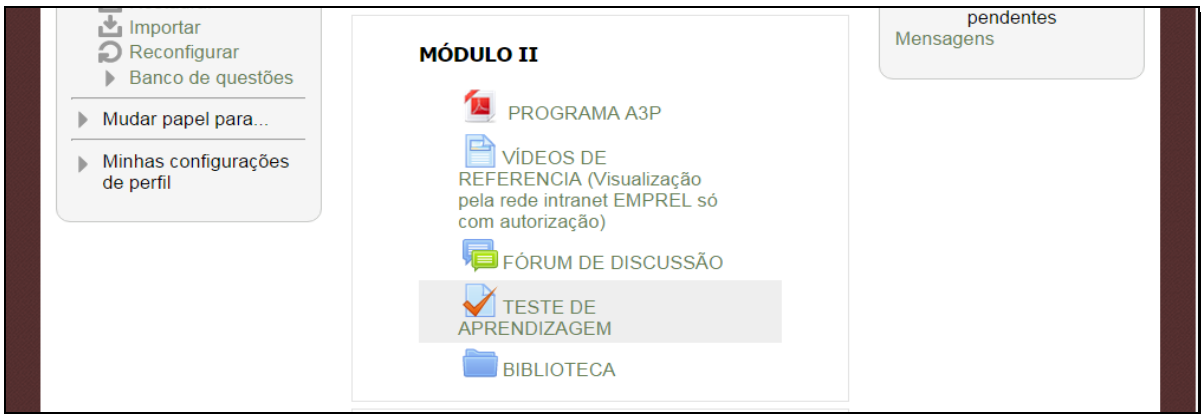 Importar
Reconfigurar
Banco de questões
Mudar papel para...
Minhas configurações
de perfil
MÓDULO II
PROGRAMA A3P
VÍDEOS DE
REFERENCIA (Visualização
pela rede intranet EMPREL só
com autorização)
FÓRUM DE DISCUSSÃO
TESTE DE
APRENDIZAGEM
BIBLIOTECA
pendentes
Mensagens